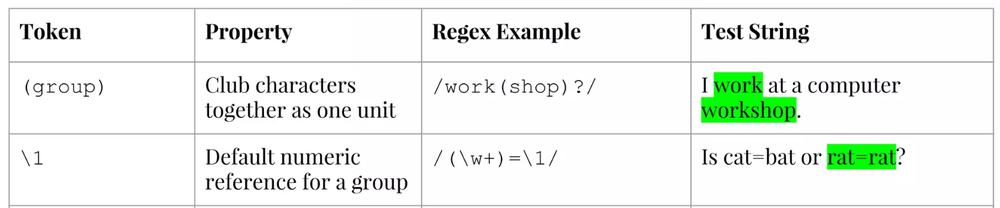 Token Property Regex Example Test String
(group) Club characters /work(shop)?/ I work at a computer
together as one unit workshop.
\1 Default numeric /(\w+)=\1/ Is cat=bat or rat=rat?
reference for a group